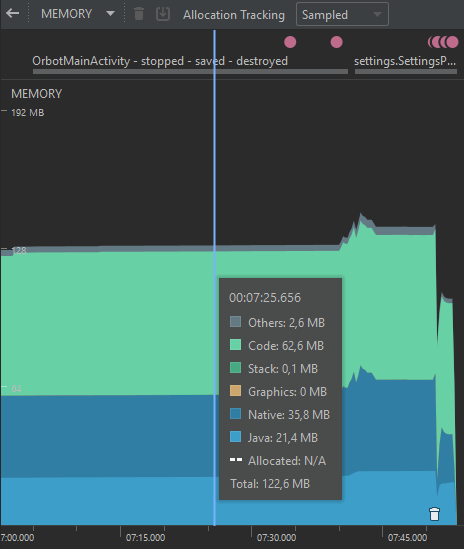 MEMORY Allocation Tracking Sampled
OrbotMainActivity - stopped - saved - destroyed settings.SettingsP...
MEMORY
192 MB
128
64
00:07:25.656
Others: 2,6 MB
Code: 62,6 MB
Stack: 0,1 MB
Graphics: 0 MB
Native: 35,8 MB
Java: 21,4 MB
Allocated: N/A
Total: 122,6 MB
7:00.000 07:15.000 07:30.000 07:45.000